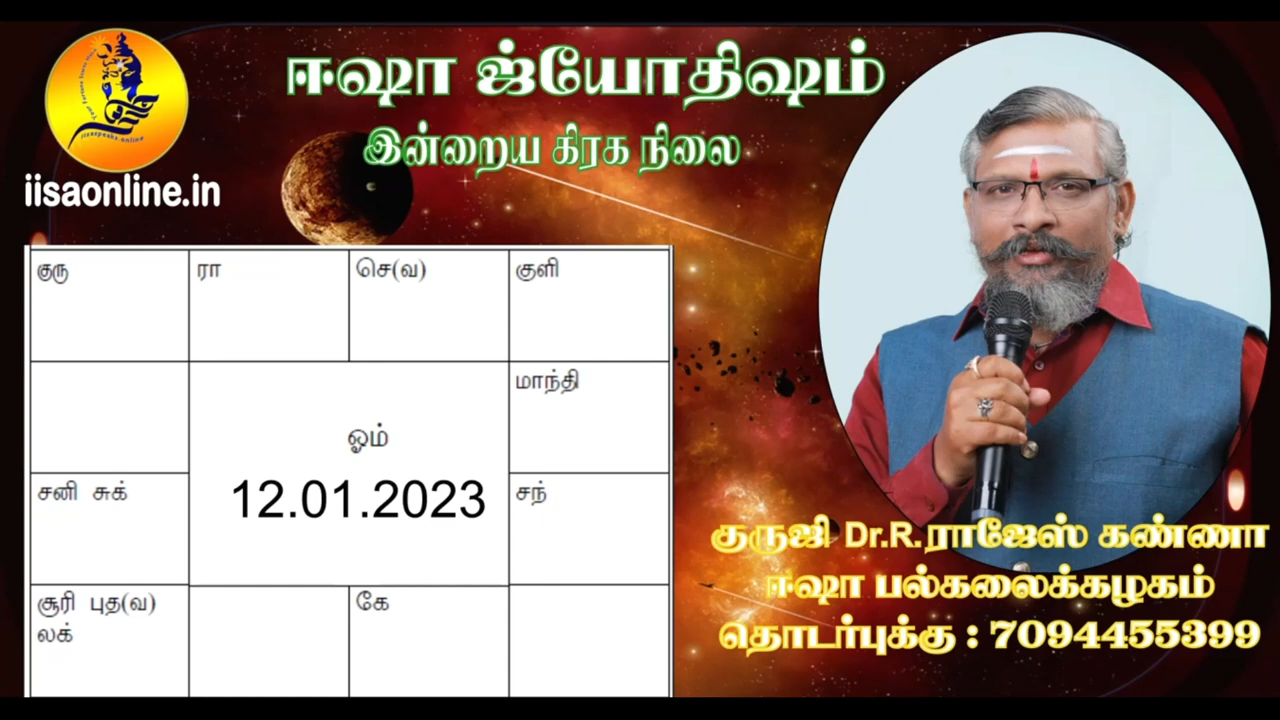 ஈஷா ஜ்யோதிஷம்
இன்றைய கிரக நிலை
iisaonline.in
குரு ரா செ(வ) குளி
மாந்தி
ஓம்
சனி சுக் 12.01.2023 சந்
சூரி புத(வ) கே
லக்
குருஜி Dr.R.ராஜேஸ் கண்ணா
ஈஷா பல்கலைக்கழகம்
தொடர்புக்கு : 7094455399